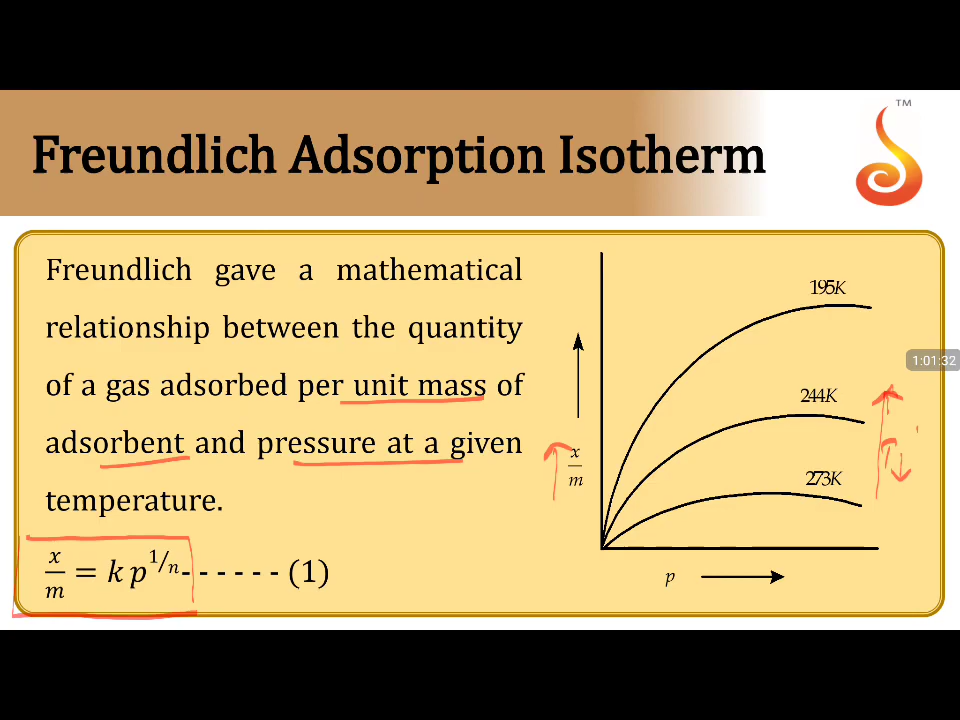 TM
Freundlich Adsorption Isotherm
Freundlich gave a mathematical
relationship between the quantity
of a gas adsorbed per unit mass of
adsorbent and pressure at a given
temperature.
x/m = k p^1/n - - - - - - (1)
195K
1:01:32
244K
x/m
T↓
273K
p